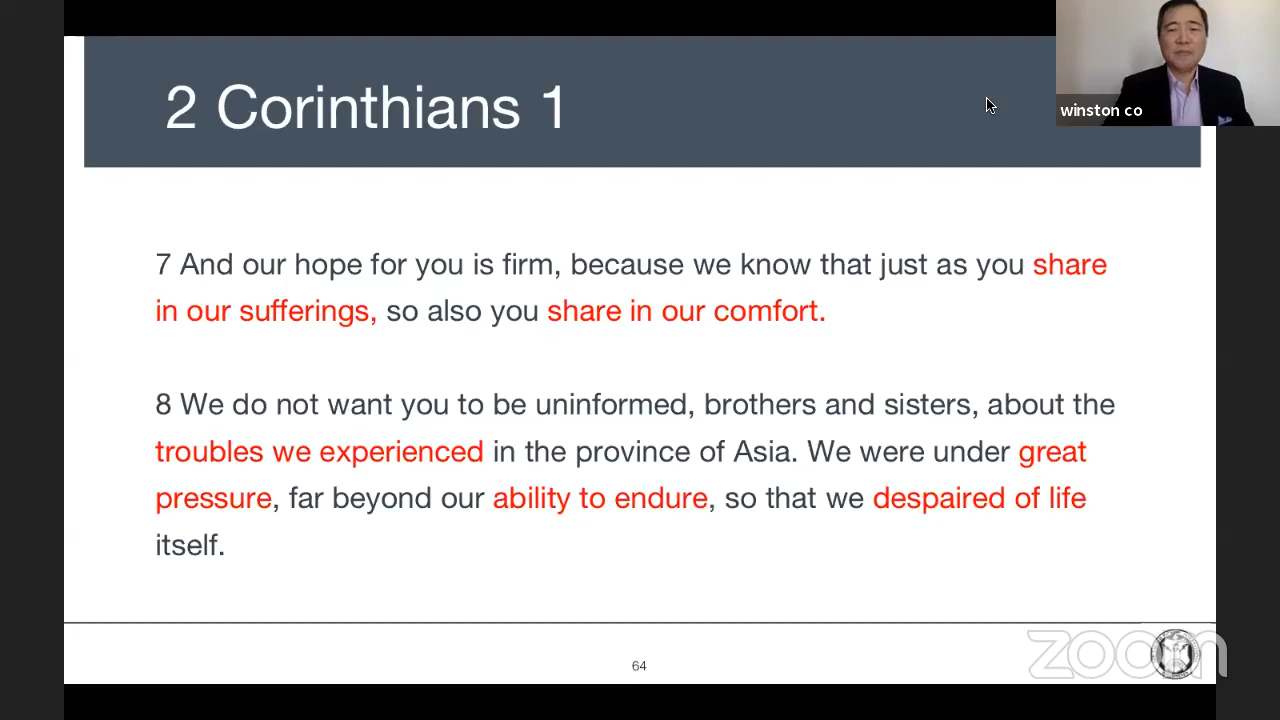 2 Corinthians 1
winston co
7 And our hope for you is firm, because we know that just as you share
in our sufferings, so also you share in our comfort.
8 We do not want you to be uninformed, brothers and sisters, about the
troubles we experienced in the province of Asia. We were under great
pressure, far beyond our ability to endure, so that we despaired of life
itself.
64
zoom